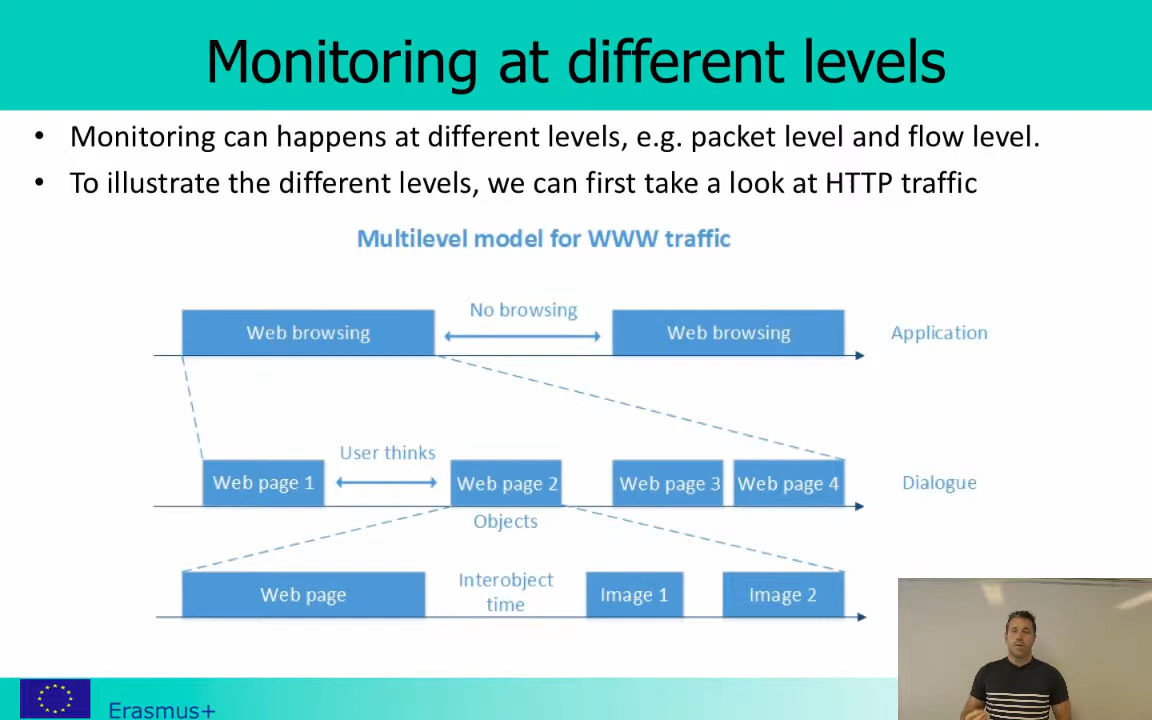 Monitoring at different levels
• Monitoring can happens at different levels, e.g. packet level and flow level.
• To illustrate the different levels, we can first take a look at HTTP traffic
Multilevel model for WWW traffic
No browsing
Web browsing
Web browsing
Application
User thinks
Web page 1
Web page 2
Web page 3
Web page 4
Dialogue
Objects
Web page
Interobject
time
Image 1
Image 2
Erasmus+